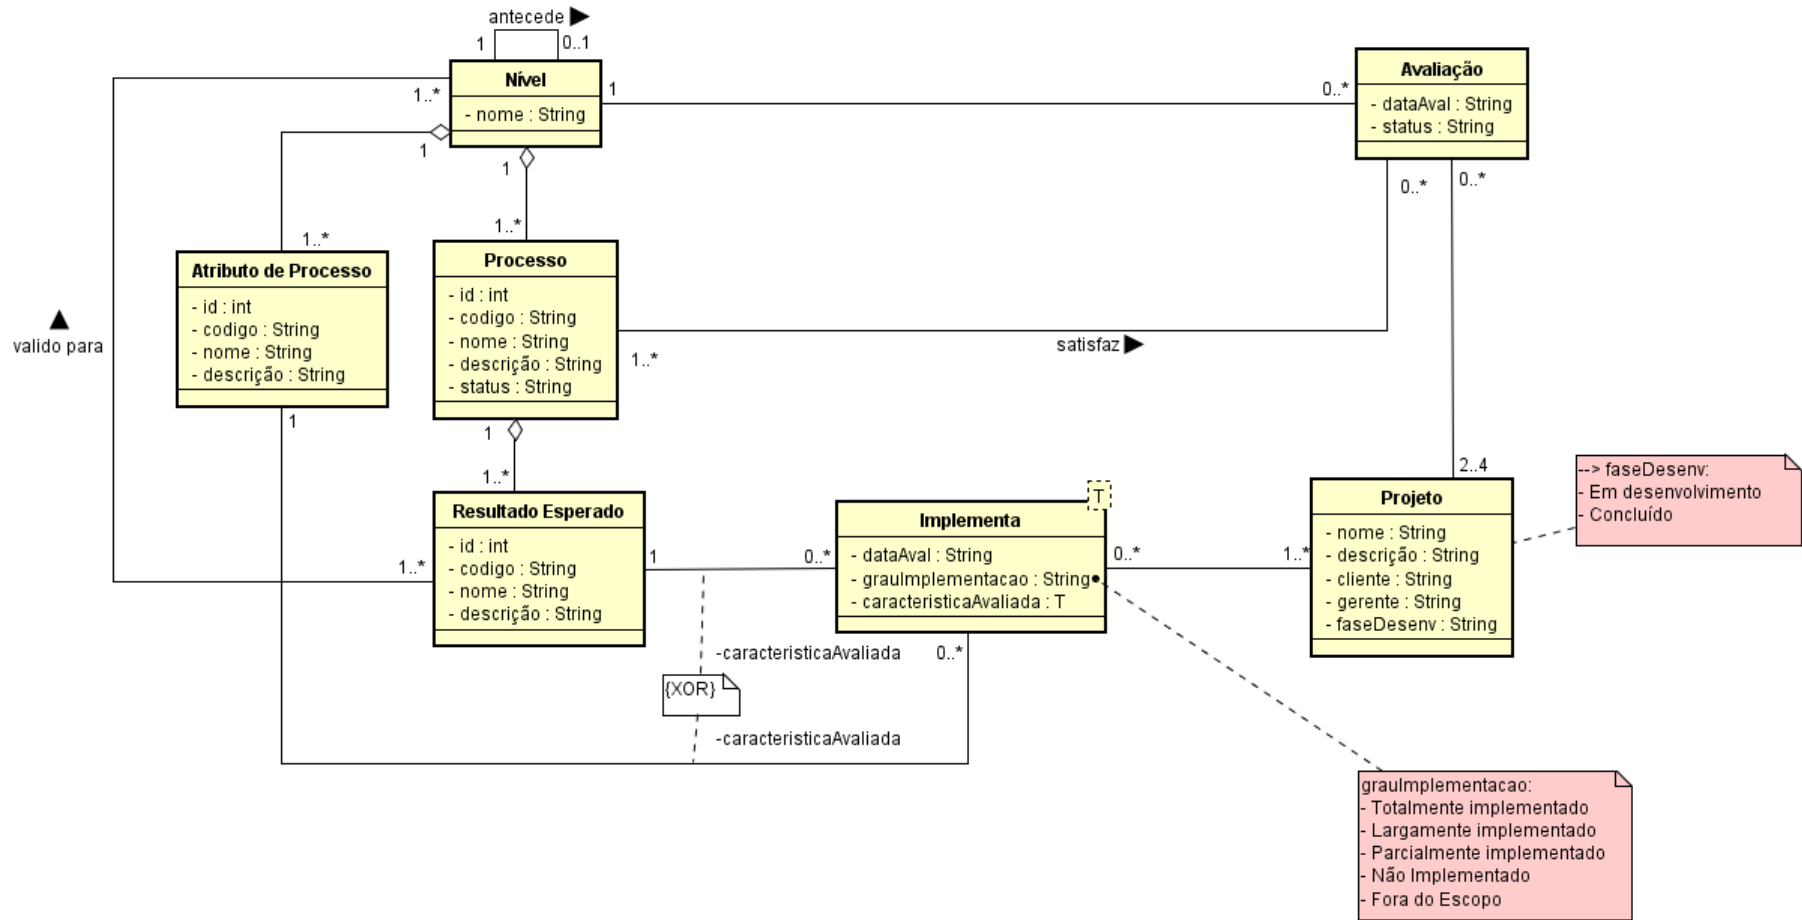 antecede ▶
1
0..1
Nível
- nome : String
1..*
1
1
1
0..*
Avaliação
- dataAval : String
- status : String
0..*
0..*
1..*
1..*
Atributo de Processo
- id : int
- codigo : String
- nome : String
- descrição : String
1
Processo
- id : int
- codigo : String
- nome : String
- descrição : String
- status : String
1..*
satisfaz ▶
▲
valido para
1
1..*
2..4
1..*
Resultado Esperado
- id : int
- codigo : String
- nome : String
- descrição : String
1
0..*
T
Implementa
- dataAval : String
- grauImplementacao : String
- caracteristicaAvaliada : T
0..*
1..*
0..*
Projeto
- nome : String
- descrição : String
- cliente : String
- gerente : String
- faseDesenv : String
--> faseDesenv:
- Em desenvolvimento
- Concluído
-caracteristicaAvaliada
{XOR}
-caracteristicaAvaliada
grauImplementacao:
- Totalmente implementado
- Largamente implementado
- Parcialmente implementado
- Não Implementado
- Fora do Escopo